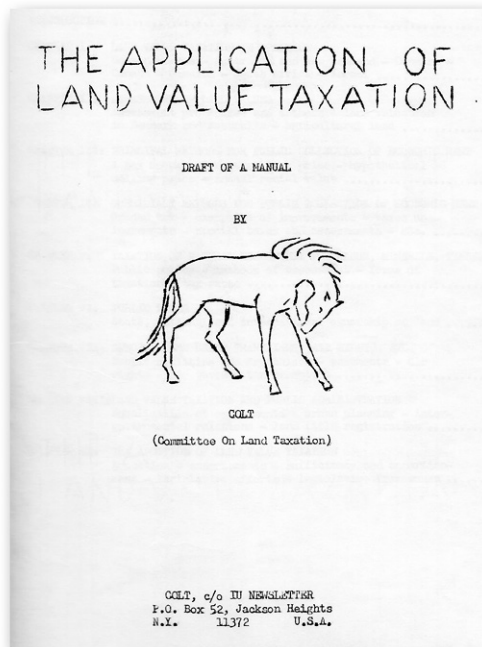 THE APPLICATION OF
LAND VALUE TAXATION
DRAFT OF A MANUAL
BY
COLT
(Committee On Land Taxation)
COLT, c/o IU NEWSLETTER
P.O. Box 52, Jackson Heights
N.Y. 11372 U.S.A.